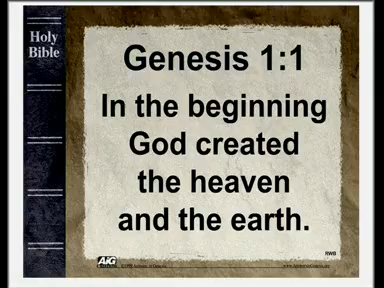 Holy
Bible
Genesis 1:1
In the beginning
God created
the heaven
and the earth.
RWB
AiG